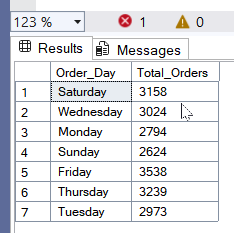 123 % 1 0
Results Messages
Order_Day Total_Orders
1 Saturday 3158
2 Wednesday 3024
3 Monday 2794
4 Sunday 2624
5 Friday 3538
6 Thursday 3239
7 Tuesday 2973